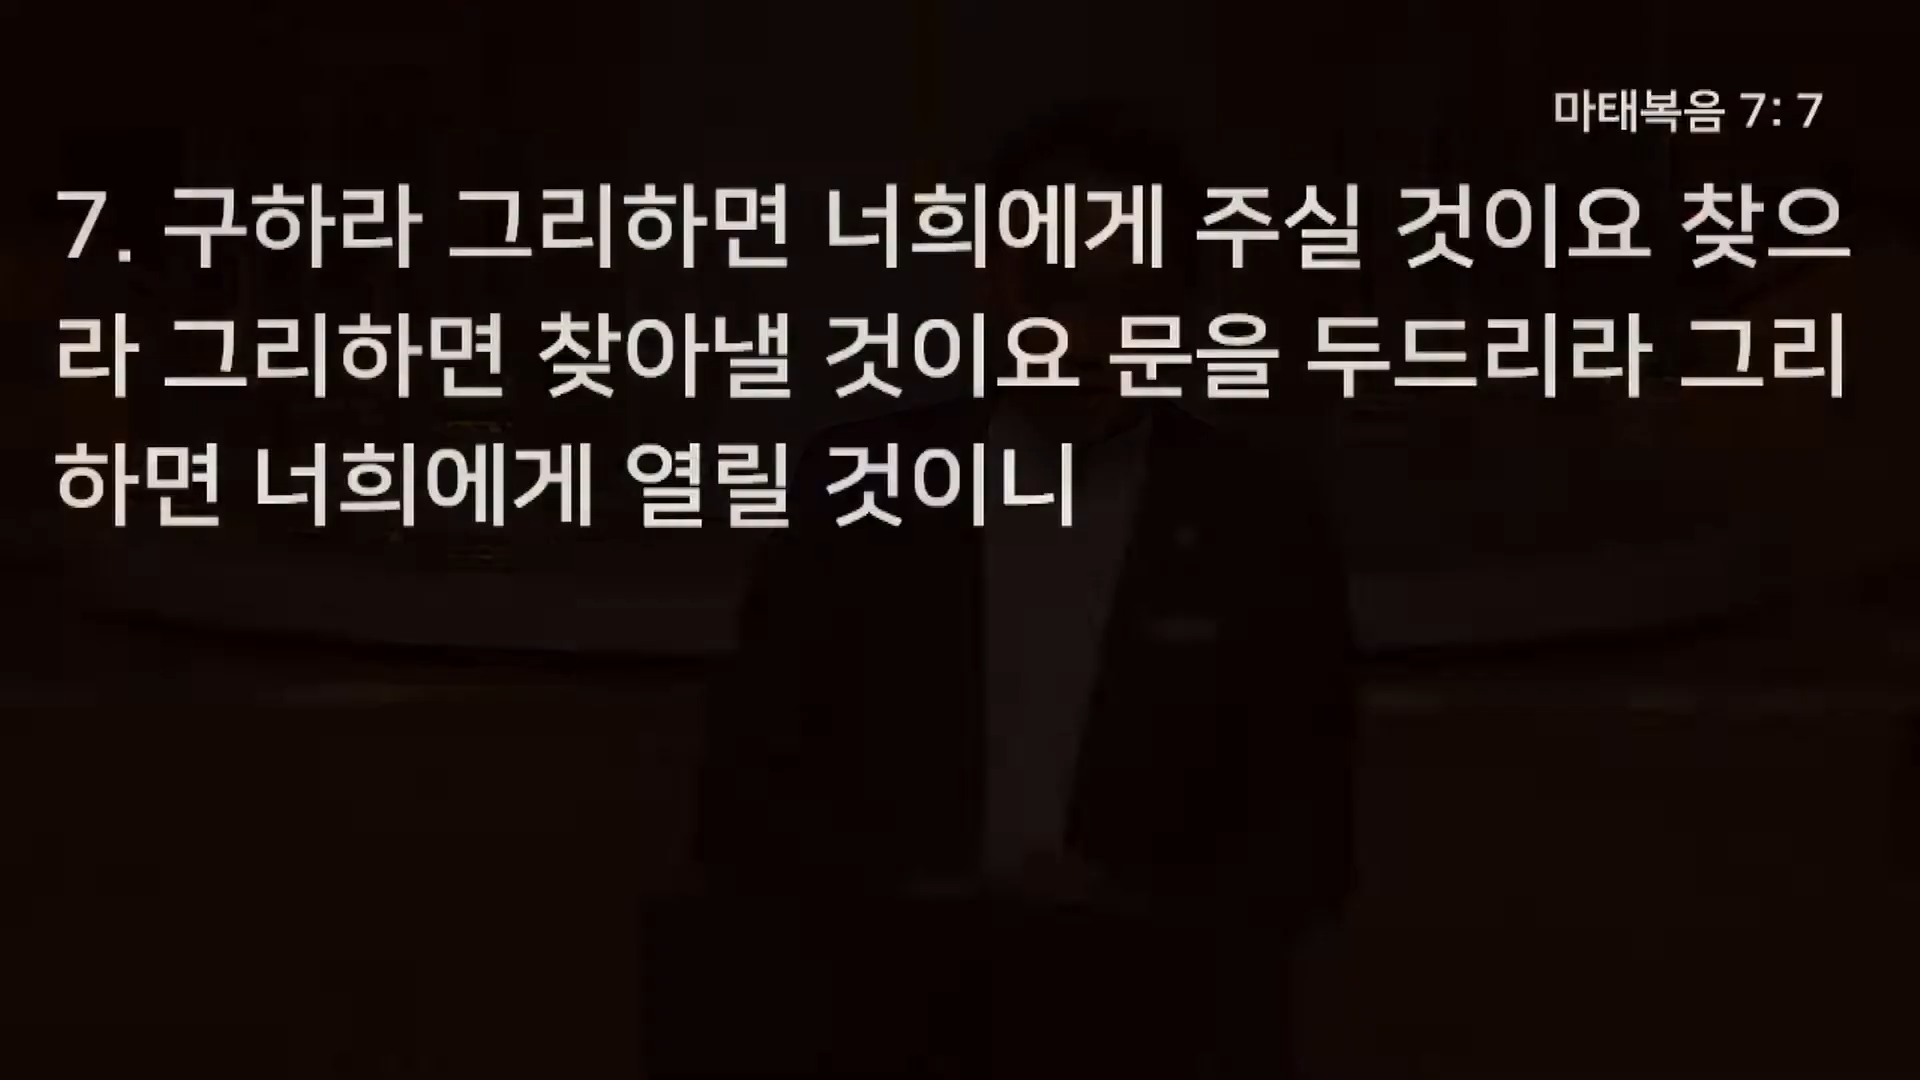 마태복음 7: 7
7. 구하라 그리하면 너희에게 주실 것이요 찾으
라 그리하면 찾아낼 것이요 문을 두드리라 그리
하면 너희에게 열릴 것이니